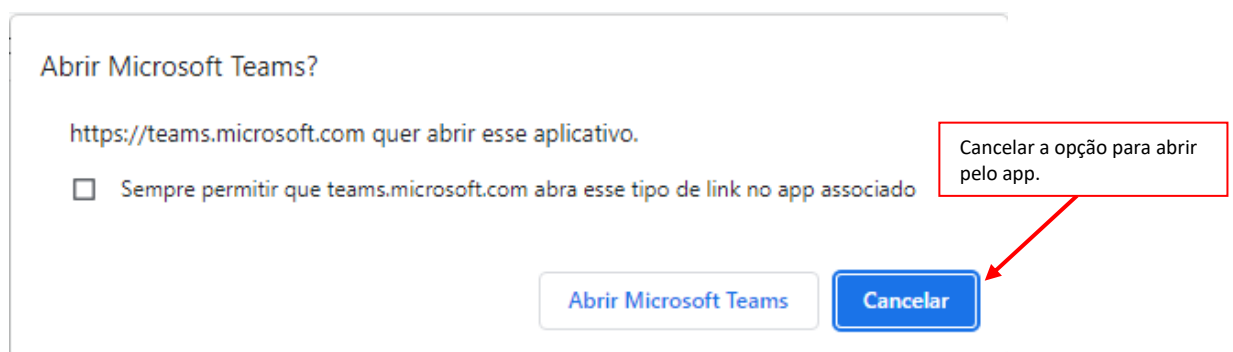 Abrir Microsoft Teams?
https://teams.microsoft.com quer abrir esse aplicativo.
Cancelar a opção para abrir
pelo app.
Sempre permitir que teams.microsoft.com abra esse tipo de link no app associado
Abrir Microsoft Teams
Cancelar